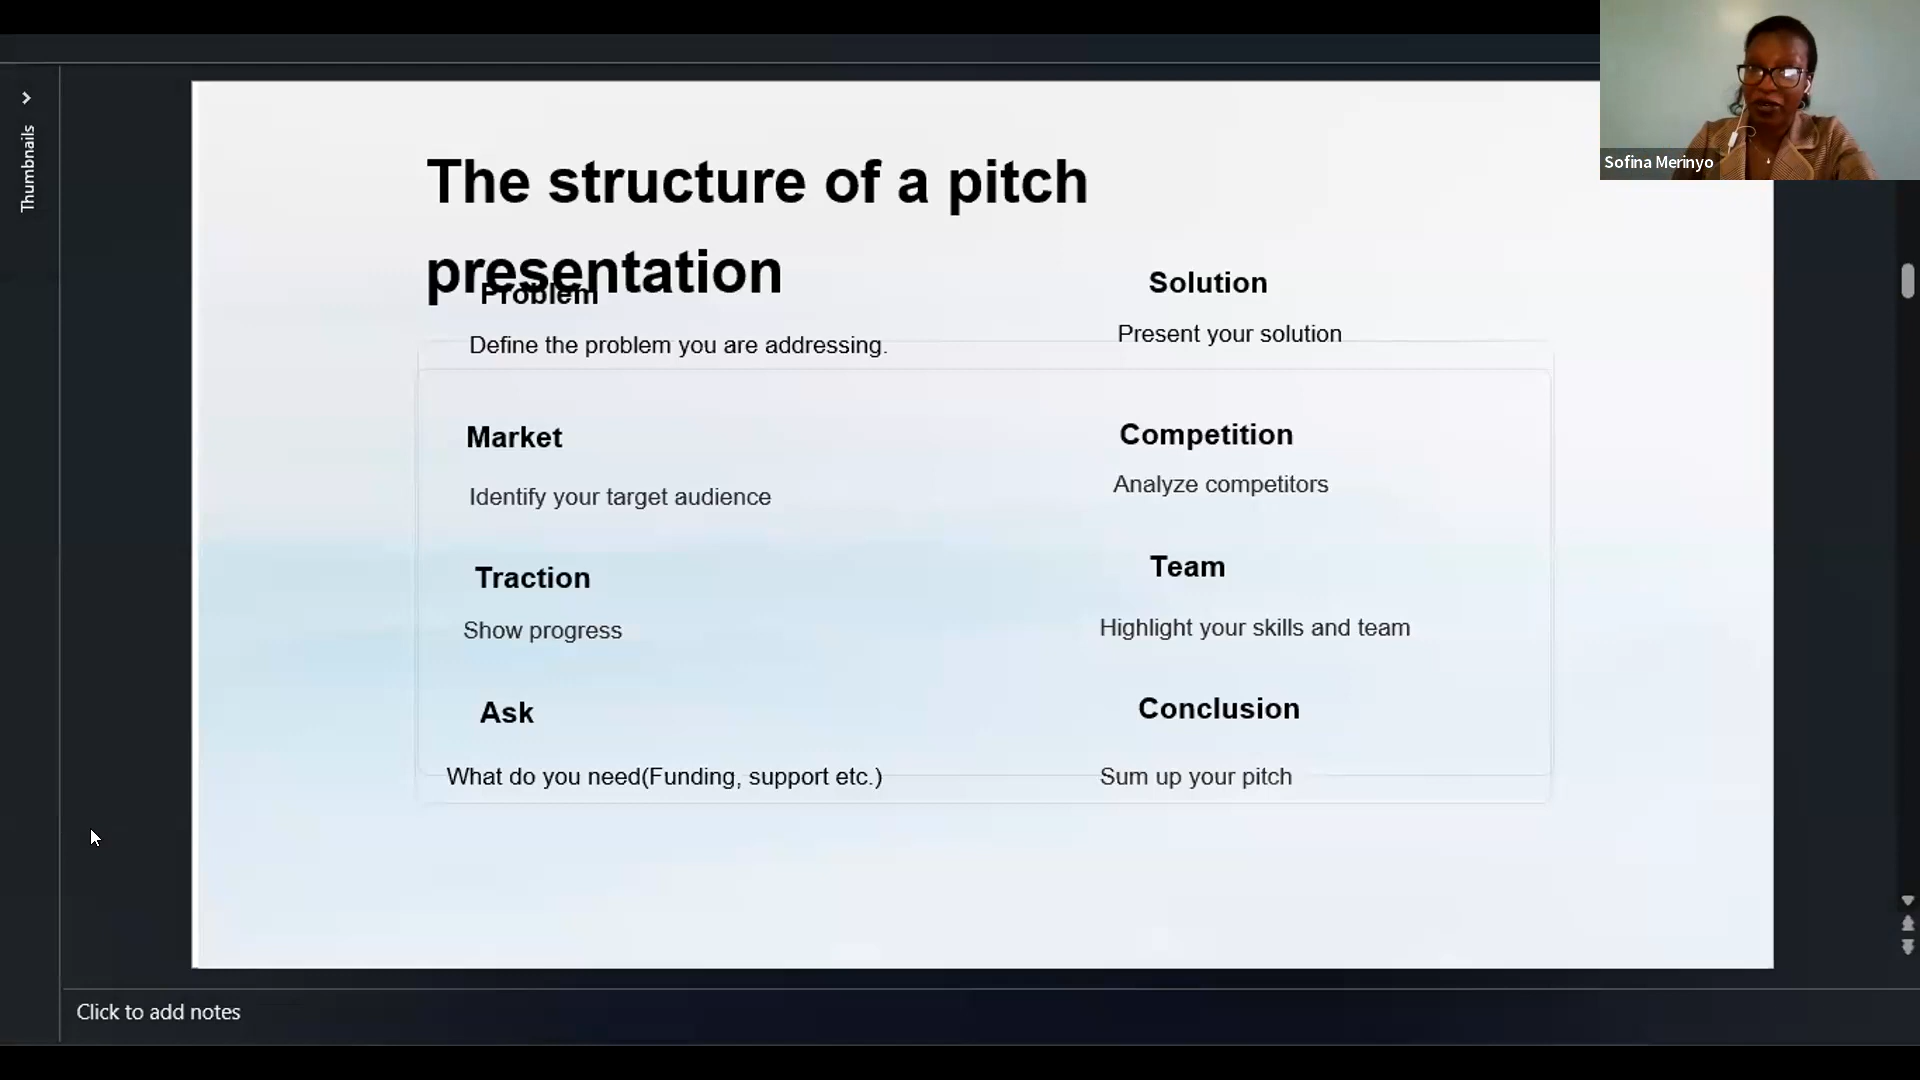 Thumbnails
Sofina Merinyo
The structure of a pitch
presentation
Problem
Define the problem you are addressing.
Solution
Present your solution
Market
Identify your target audience
Competition
Analyze competitors
Traction
Show progress
Team
Highlight your skills and team
Ask
What do you need(Funding, support etc.)
Conclusion
Sum up your pitch
Click to add notes